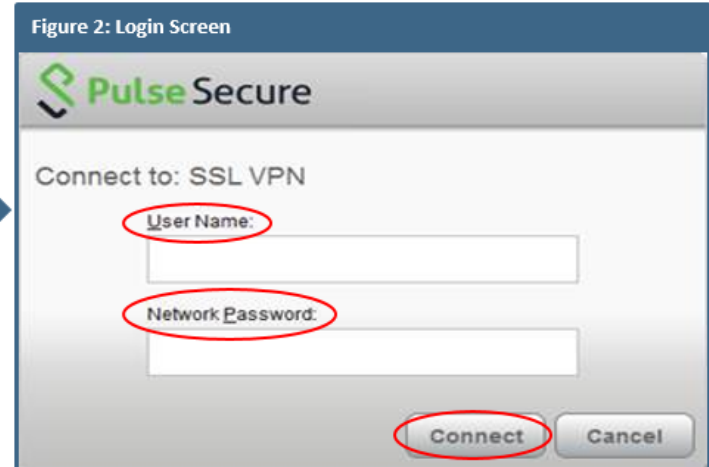 Figure 2: Login Screen
Pulse Secure
Connect to: SSL VPN
User Name:
Network Password:
Connect Cancel